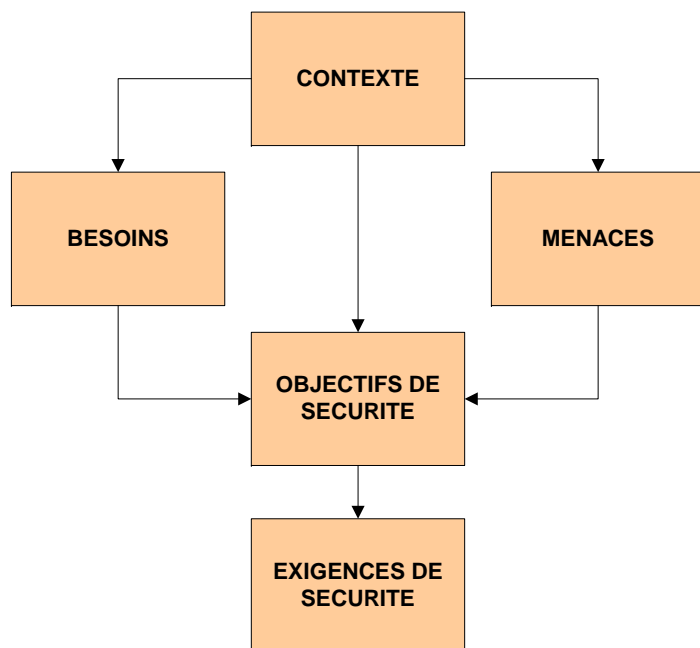 CONTEXTE
BESOINS
MENACES
OBJECTIFS DE
SECURITE
EXIGENCES DE
SECURITE